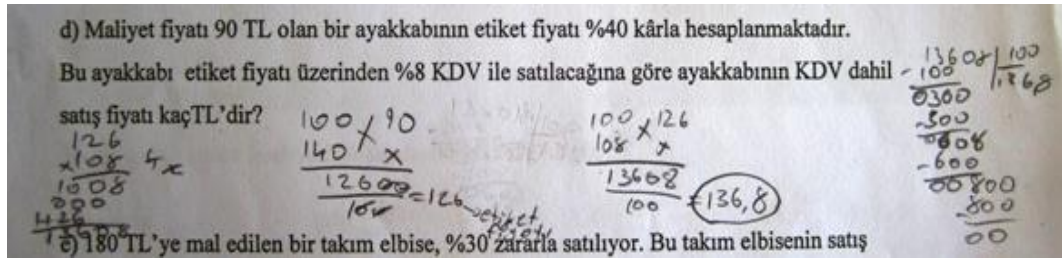 d) Maliyet fiyatı 90 TL olan bir ayakkabının etiket fiyatı %40 kârla hesaplanmaktadır.
Bu ayakkabı etiket fiyatı üzerinden %8 KDV ile satılacağına göre ayakkabının KDV dahil
satış fiyatı kaçTL'dir?
100 90
140 x
12600
100 =126 etiket
fiyatı
100 126
108 x
13608
100 =136,8
126
x108
1008
000
126
13608
13608 100
-100
0300
-300
0608
-600
00800
-800
00
e) 180 TL'ye mal edilen bir takım elbise, %30 zararla satılıyor. Bu takım elbisenin satış